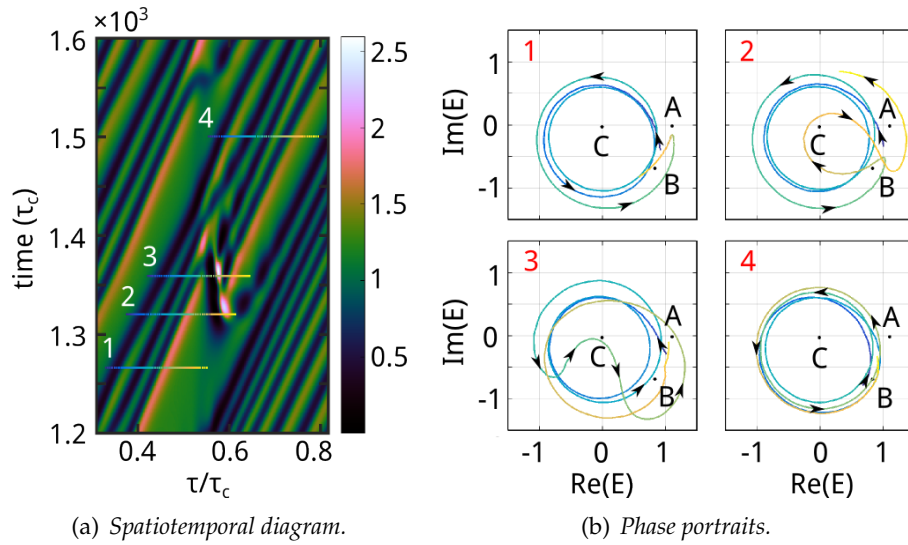 ×10³
1.6
1.5
1.4
1.3
1.2
time (τc)
4
3
2
1
0.4
0.6
0.8
τ/τc
2.5
2
1.5
1
0.5
1
A
C
B
2
A
C
B
3
A
C
B
4
A
C
B
Im(E)
1
0
-1
Im(E)
1
0
-1
-1
0
1
Re(E)
-1
0
1
Re(E)
(a) Spatiotemporal diagram.
(b) Phase portraits.